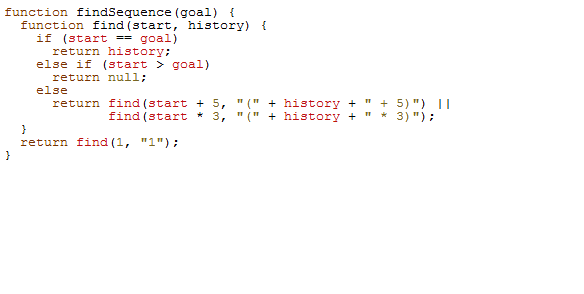 function findSequence(goal) {
  function find(start, history) {
    if (start == goal)
      return history;
    else if (start > goal)
      return null;
    else
      return find(start + 5, "(" + history + " + 5)") ||
             find(start * 3, "(" + history + " * 3)");
  }
  return find(1, "1");
}